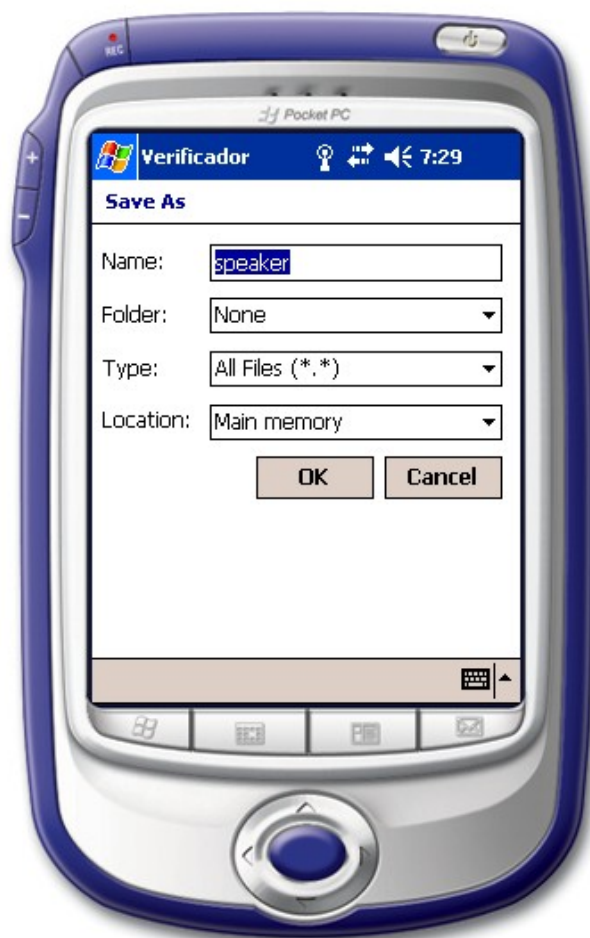 REC
Pocket PC
Verificador 7:29
Save As
Name: speaker
Folder: None
Type: All Files (*.*)
Location: Main memory
OK Cancel